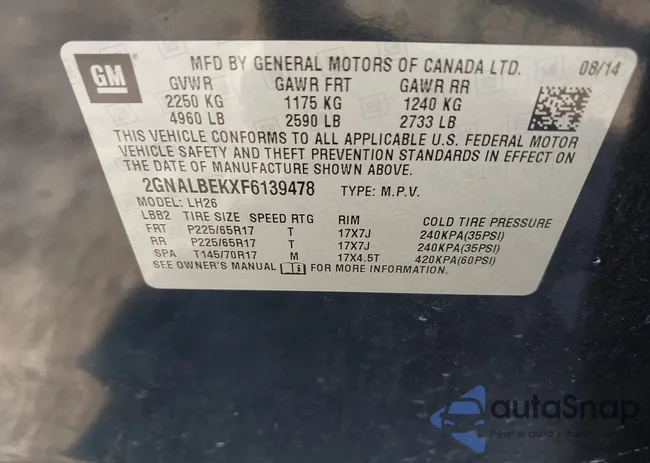 GM
MFD BY GENERAL MOTORS OF CANADA LTD. 08/14
GVWR GAWR FRT GAWR RR
2250 KG 1175 KG 1240 KG
4960 LB 2590 LB 2733 LB
THIS VEHICLE CONFORMS TO ALL APPLICABLE U.S. FEDERAL MOTOR
VEHICLE SAFETY AND THEFT PREVENTION STANDARDS IN EFFECT ON
THE DATE OF MANUFACTURE SHOWN ABOVE.
2GNALBEKXF6139478 TYPE: M.P.V.
MODEL: LH26
LBB2 TIRE SIZE SPEED RTG RIM COLD TIRE PRESSURE
FRT P225/65R17 T 17X7J 240KPA(35PSI)
RR P225/65R17 T 17X7J 240KPA(35PSI)
SPA T145/70R17 M 17X4.5T 420KPA(60PSI)
SEE OWNER'S MANUAL FOR MORE INFORMATION.
autaSnap
Pewne auta z